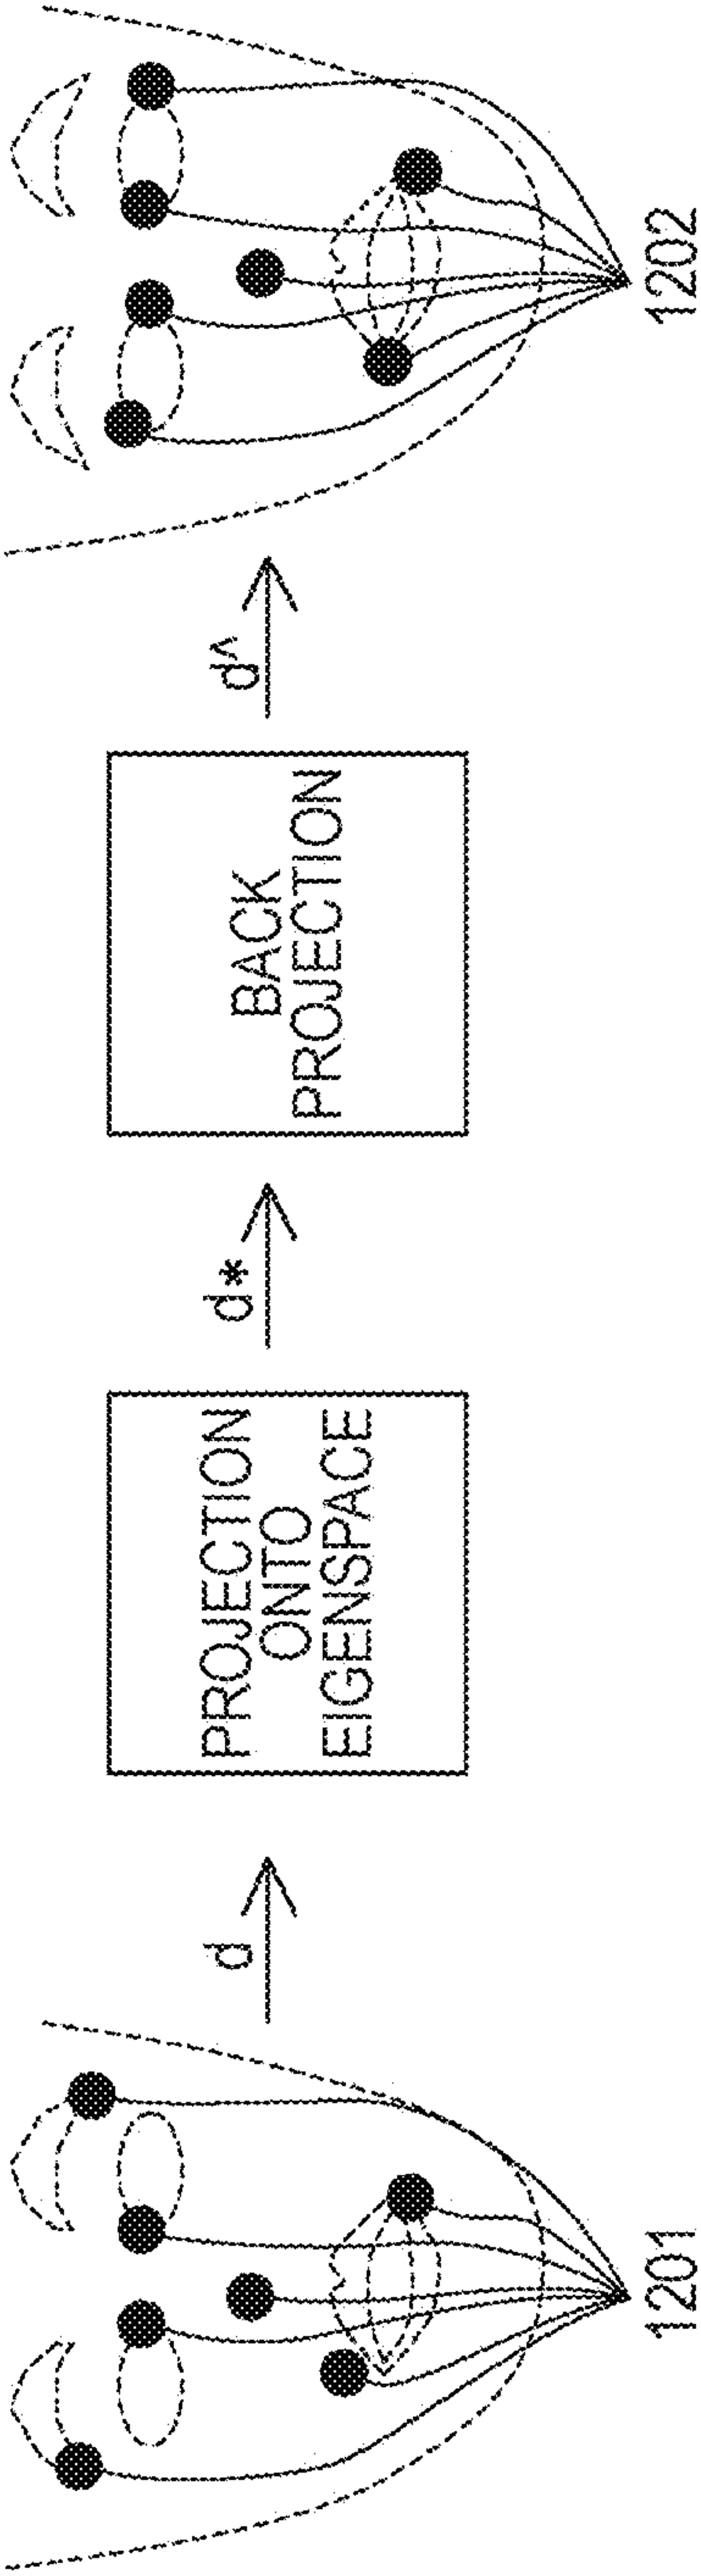 1201
d
PROJECTION
ONTO
EIGENSPACE
d*
BACK
PROJECTION
d^
1202